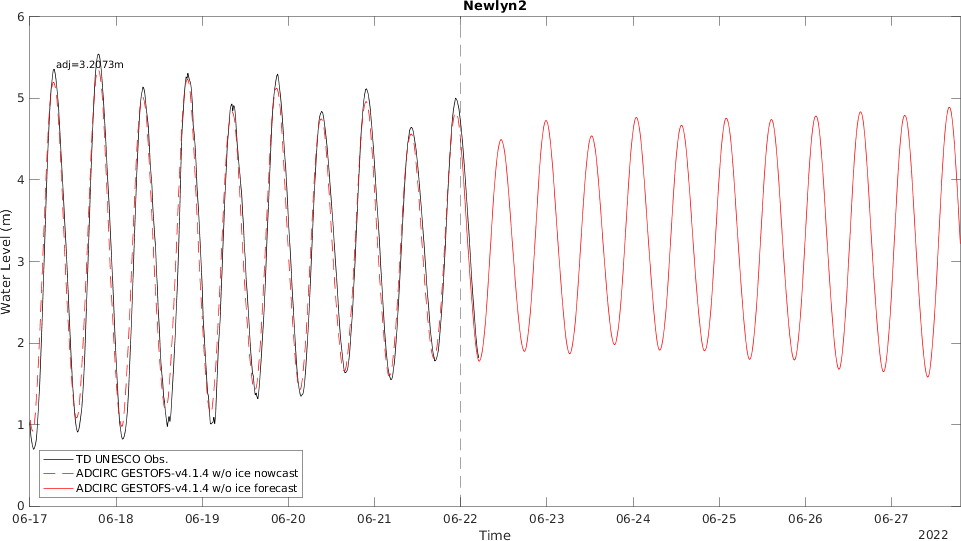 Newlyn2
adj=3.2073m
Water Level (m)
6
5
4
3
2
1
0
TD UNESCO Obs.
ADCIRC GESTOFS-v4.1.4 w/o ice nowcast
ADCIRC GESTOFS-v4.1.4 w/o ice forecast
06-17 06-18 06-19 06-20 06-21 06-22 06-23 06-24 06-25 06-26 06-27
Time
2022